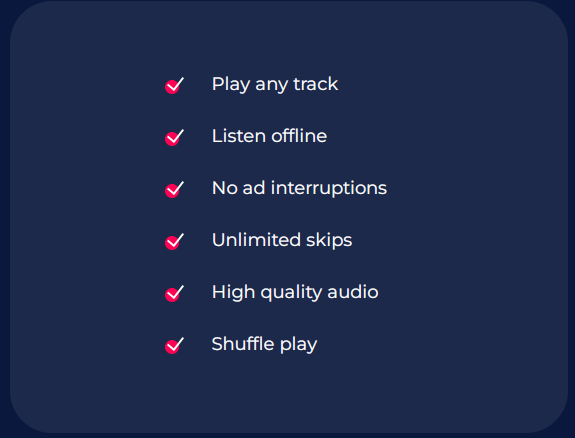 Play any track
Listen offline
No ad interruptions
Unlimited skips
High quality audio
Shuffle play